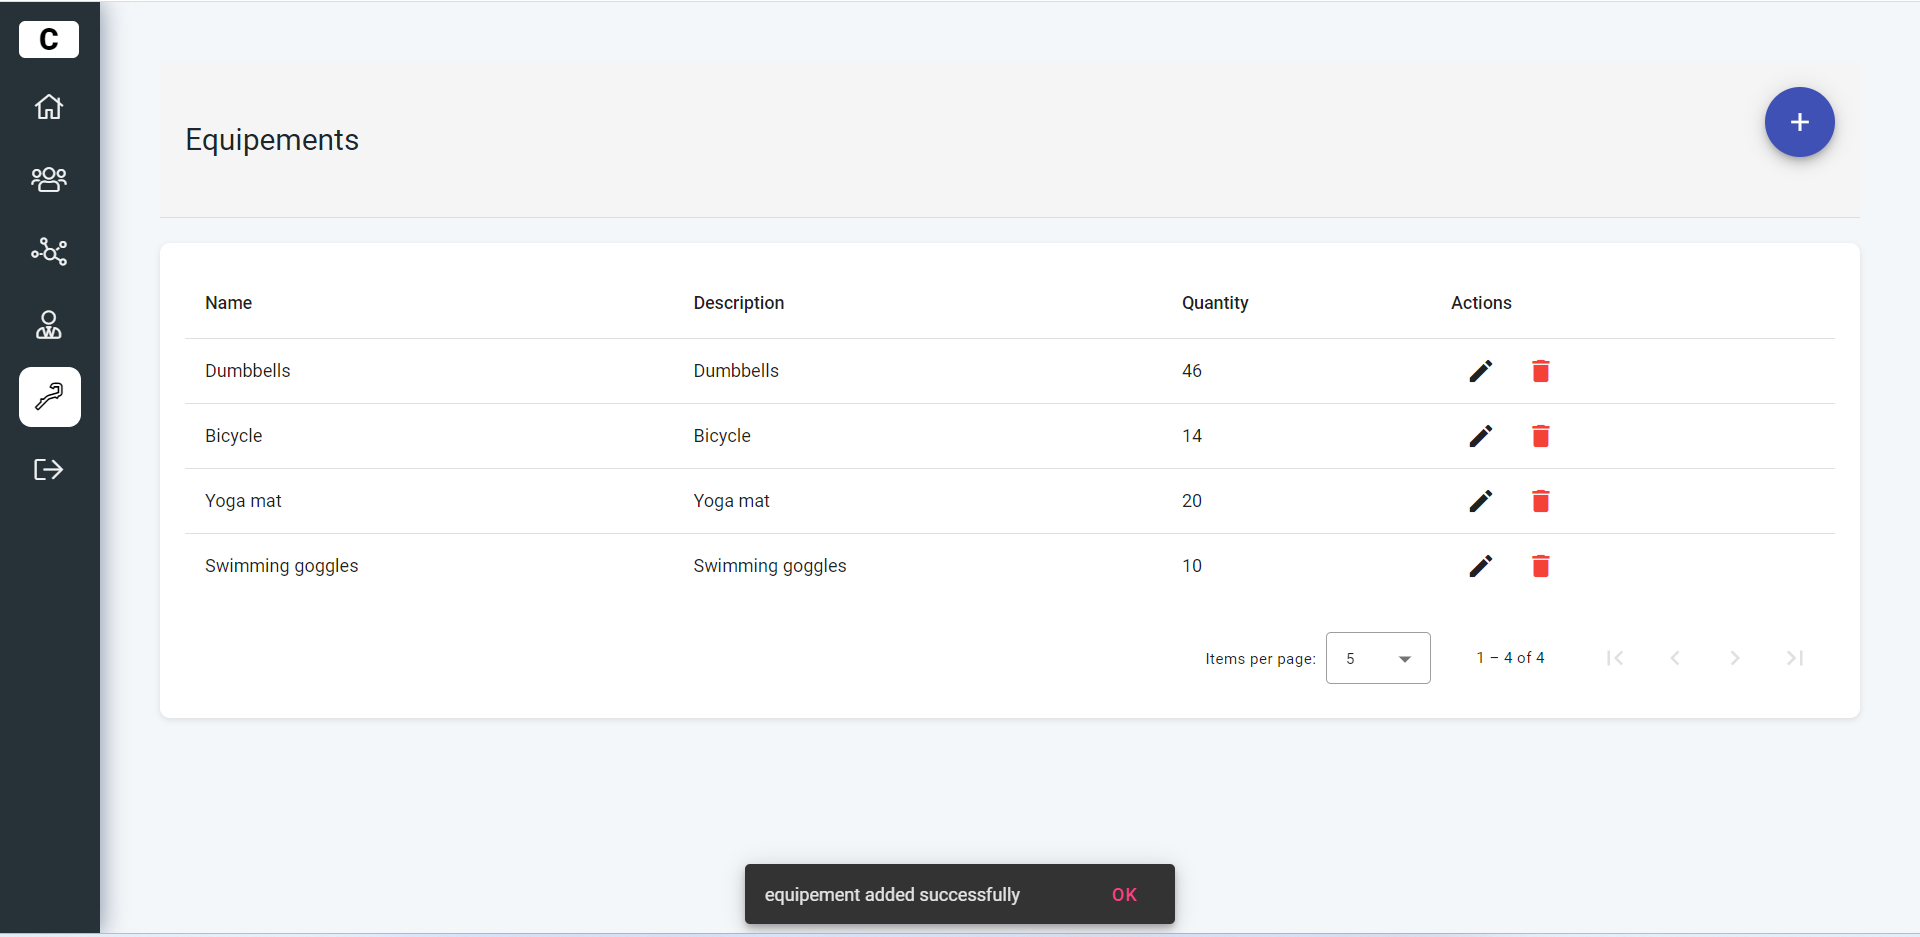 C
Equipements
+
Name Description Quantity Actions
Dumbbells Dumbbells 46
Bicycle Bicycle 14
Yoga mat Yoga mat 20
Swimming goggles Swimming goggles 10
Items per page: 5 1 – 4 of 4
equipement added successfully OK